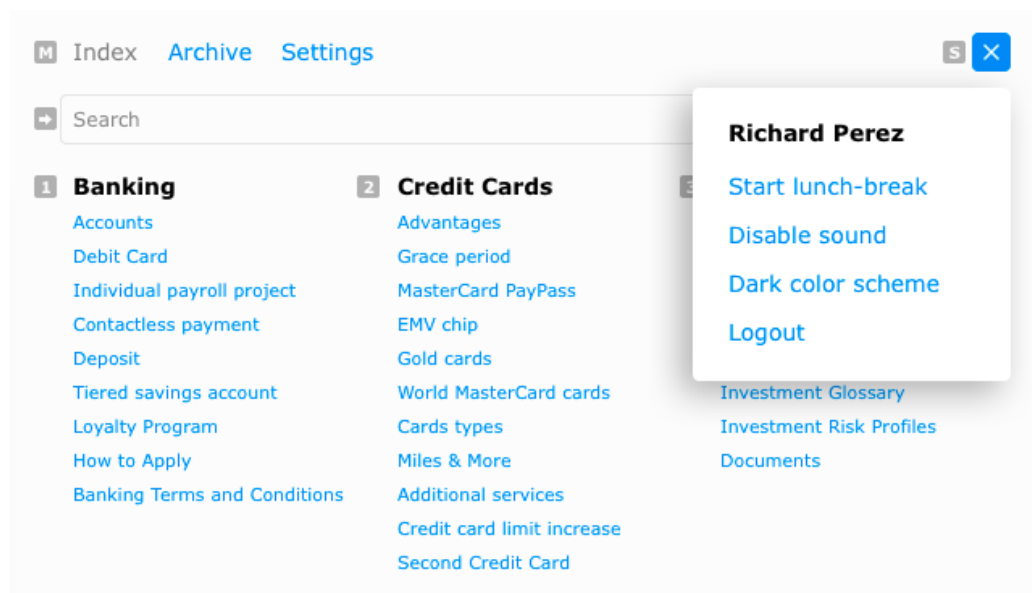 M Index Archive Settings S
Search
Richard Perez
Start lunch-break
Disable sound
Dark color scheme
Logout
1 Banking
Accounts
Debit Card
Individual payroll project
Contactless payment
Deposit
Tiered savings account
Loyalty Program
How to Apply
Banking Terms and Conditions
2 Credit Cards
Advantages
Grace period
MasterCard PayPass
EMV chip
Gold cards
World MasterCard cards
Cards types
Miles & More
Additional services
Credit card limit increase
Second Credit Card
3
Investment Glossary
Investment Risk Profiles
Documents